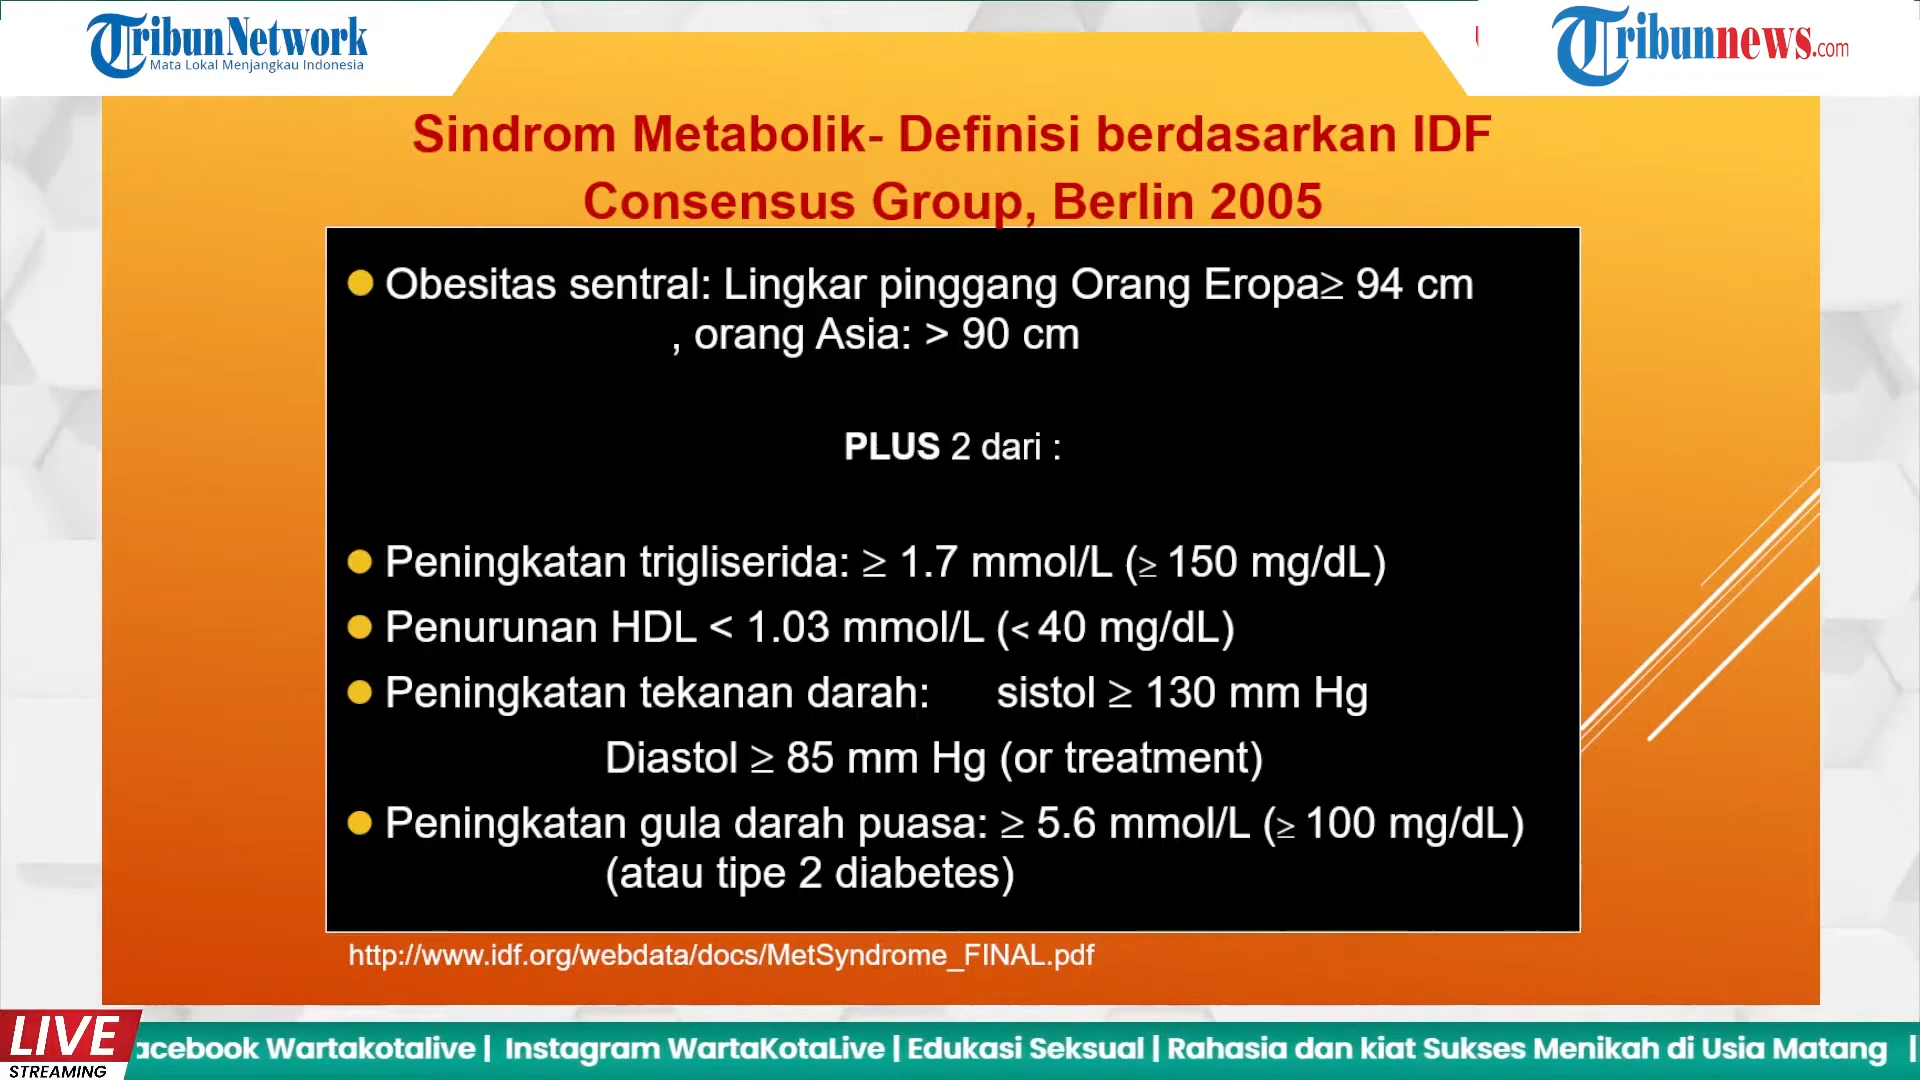 TribunNetwork
Mata Lokal Menjangkau Indonesia
Tribunnews.com
Sindrom Metabolik- Definisi berdasarkan IDF
Consensus Group, Berlin 2005
Obesitas sentral: Lingkar pinggang Orang Eropa≥ 94 cm
, orang Asia: > 90 cm
PLUS 2 dari :
Peningkatan trigliserida: ≥ 1.7 mmol/L (≥ 150 mg/dL)
Penurunan HDL < 1.03 mmol/L (< 40 mg/dL)
Peningkatan tekanan darah: sistol ≥ 130 mm Hg
Diastol ≥ 85 mm Hg (or treatment)
Peningkatan gula darah puasa: ≥ 5.6 mmol/L (≥ 100 mg/dL)
(atau tipe 2 diabetes)
http://www.idf.org/webdata/docs/MetSyndrome_FINAL.pdf
LIVE
STREAMING
acebook Wartakotalive | Instagram WartaKotaLive | Edukasi Seksual | Rahasia dan kiat Sukses Menikah di Usia Matang |